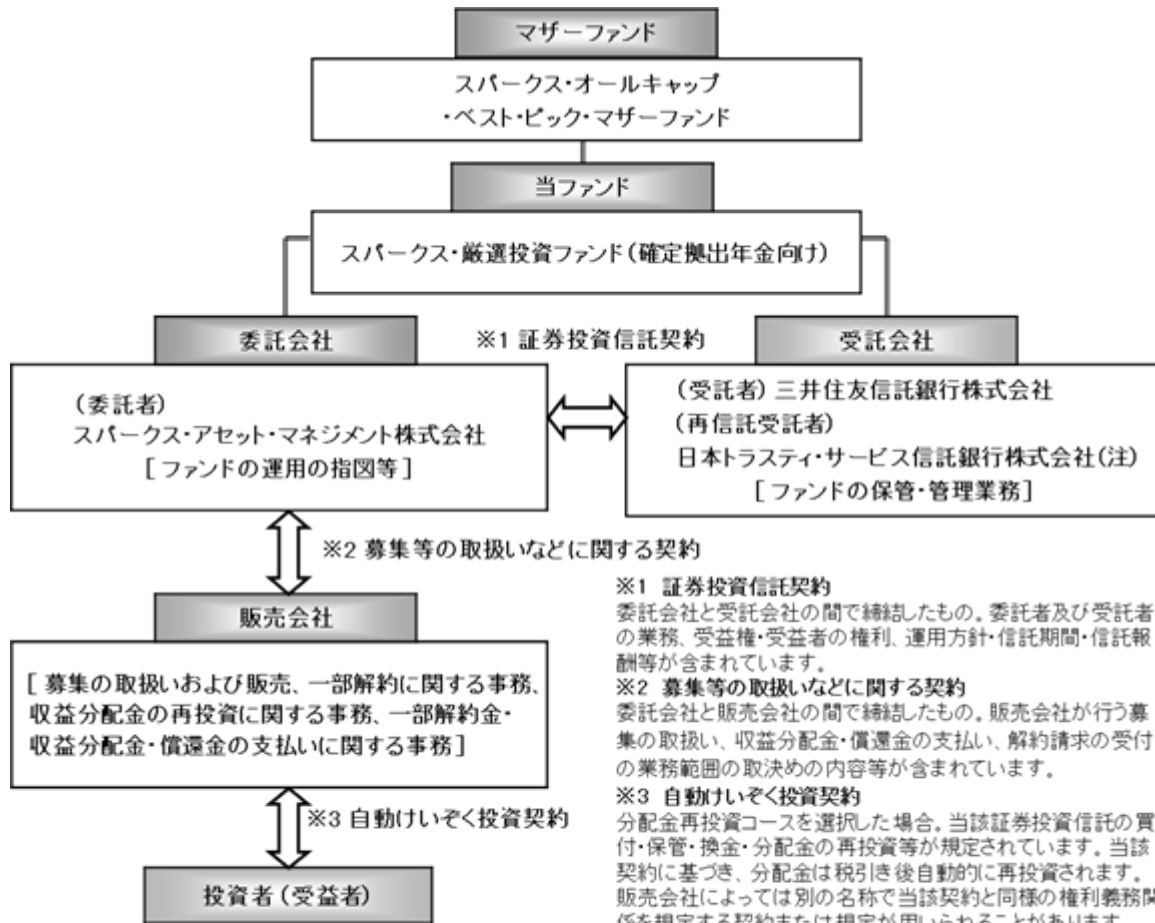 マザーファンド
スパークス・オールキャップ
・ベスト・ピック・マザーファンド
当ファンド
スパークス・厳選投資ファンド(確定拠出年金向け)
委託会社
※1 証券投資信託契約
受託会社
(委託者)
スパークス・アセット・マネジメント株式会社
[ファンドの運用の指図等]
(受託者) 三井住友信託銀行株式会社
(再信託受託者)
日本トラスティ・サービス信託銀行株式会社(注)
[ファンドの保管・管理業務]
※2 募集等の取扱いなどに関する契約
販売会社
[募集の取扱いおよび販売、一部解約に関する事務、
収益分配金の再投資に関する事務、一部解約金・
収益分配金・償還金の支払いに関する事務]
※3 自動けいぞく投資契約
投資者(受益者)
※1 証券投資信託契約
委託会社と受託会社の間で締結したもの。委託者及び受託者
の業務、受益権・受益者の権利、運用方針・信託期間・信託報
酬等が含まれています。
※2 募集等の取扱いなどに関する契約
委託会社と販売会社の間で締結したもの。販売会社が行う募
集の取扱い、収益分配金・償還金の支払い、解約請求の受付
の業務範囲の取決めの内容等が含まれています。
※3 自動けいぞく投資契約
分配金再投資コースを選択した場合。当該証券投資信託の買
付・保管・換金・分配金の再投資等が規定されています。当該
契約に基づき、分配金は税引き後自動的に再投資されます。
販売会社によっては別の名称で当該契約と同様の権利義務関
係を規定する契約または規定が用いられることがあります。